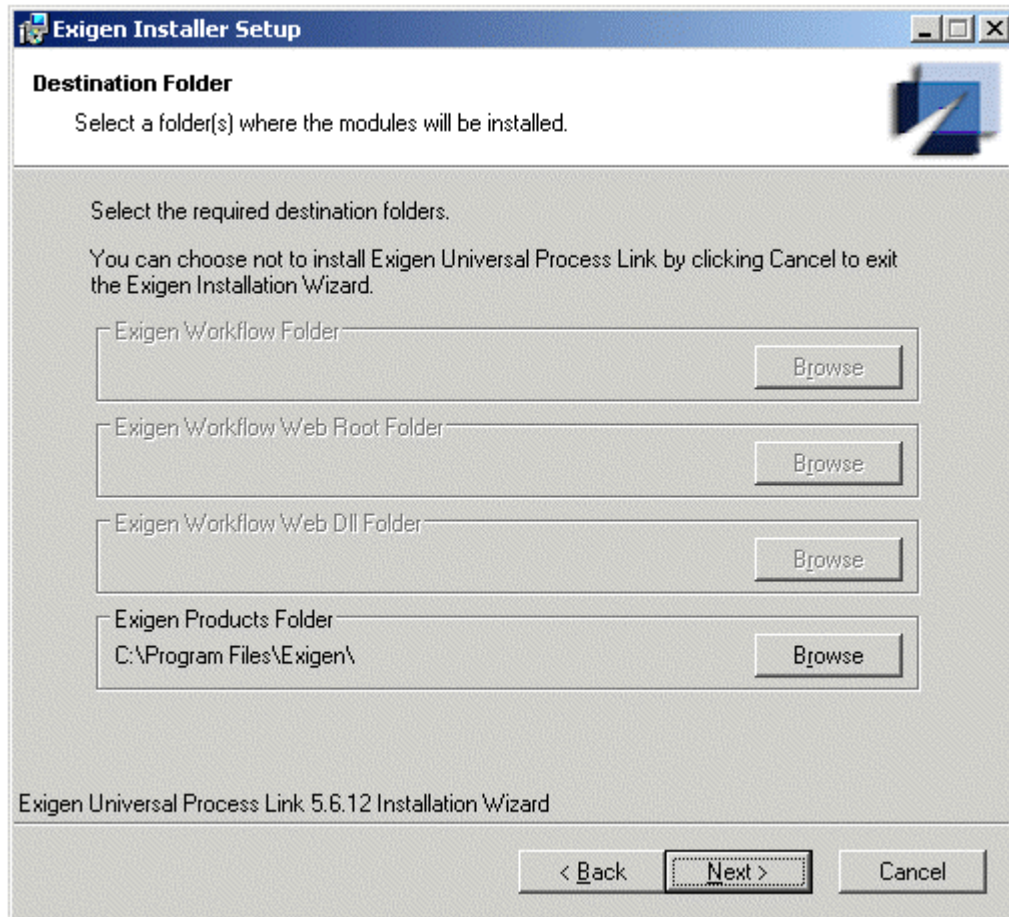 Exigen Installer Setup
Destination Folder
Select a folder(s) where the modules will be installed.
Select the required destination folders.
You can choose not to install Exigen Universal Process Link by clicking Cancel to exit
the Exigen Installation Wizard.
Exigen Workflow Folder
Browse
Exigen Workflow Web Root Folder
Browse
Exigen Workflow Web Dll Folder
Browse
Exigen Products Folder
C:\Program Files\Exigen\
Browse
Exigen Universal Process Link 5.6.12 Installation Wizard
< Back Next > Cancel